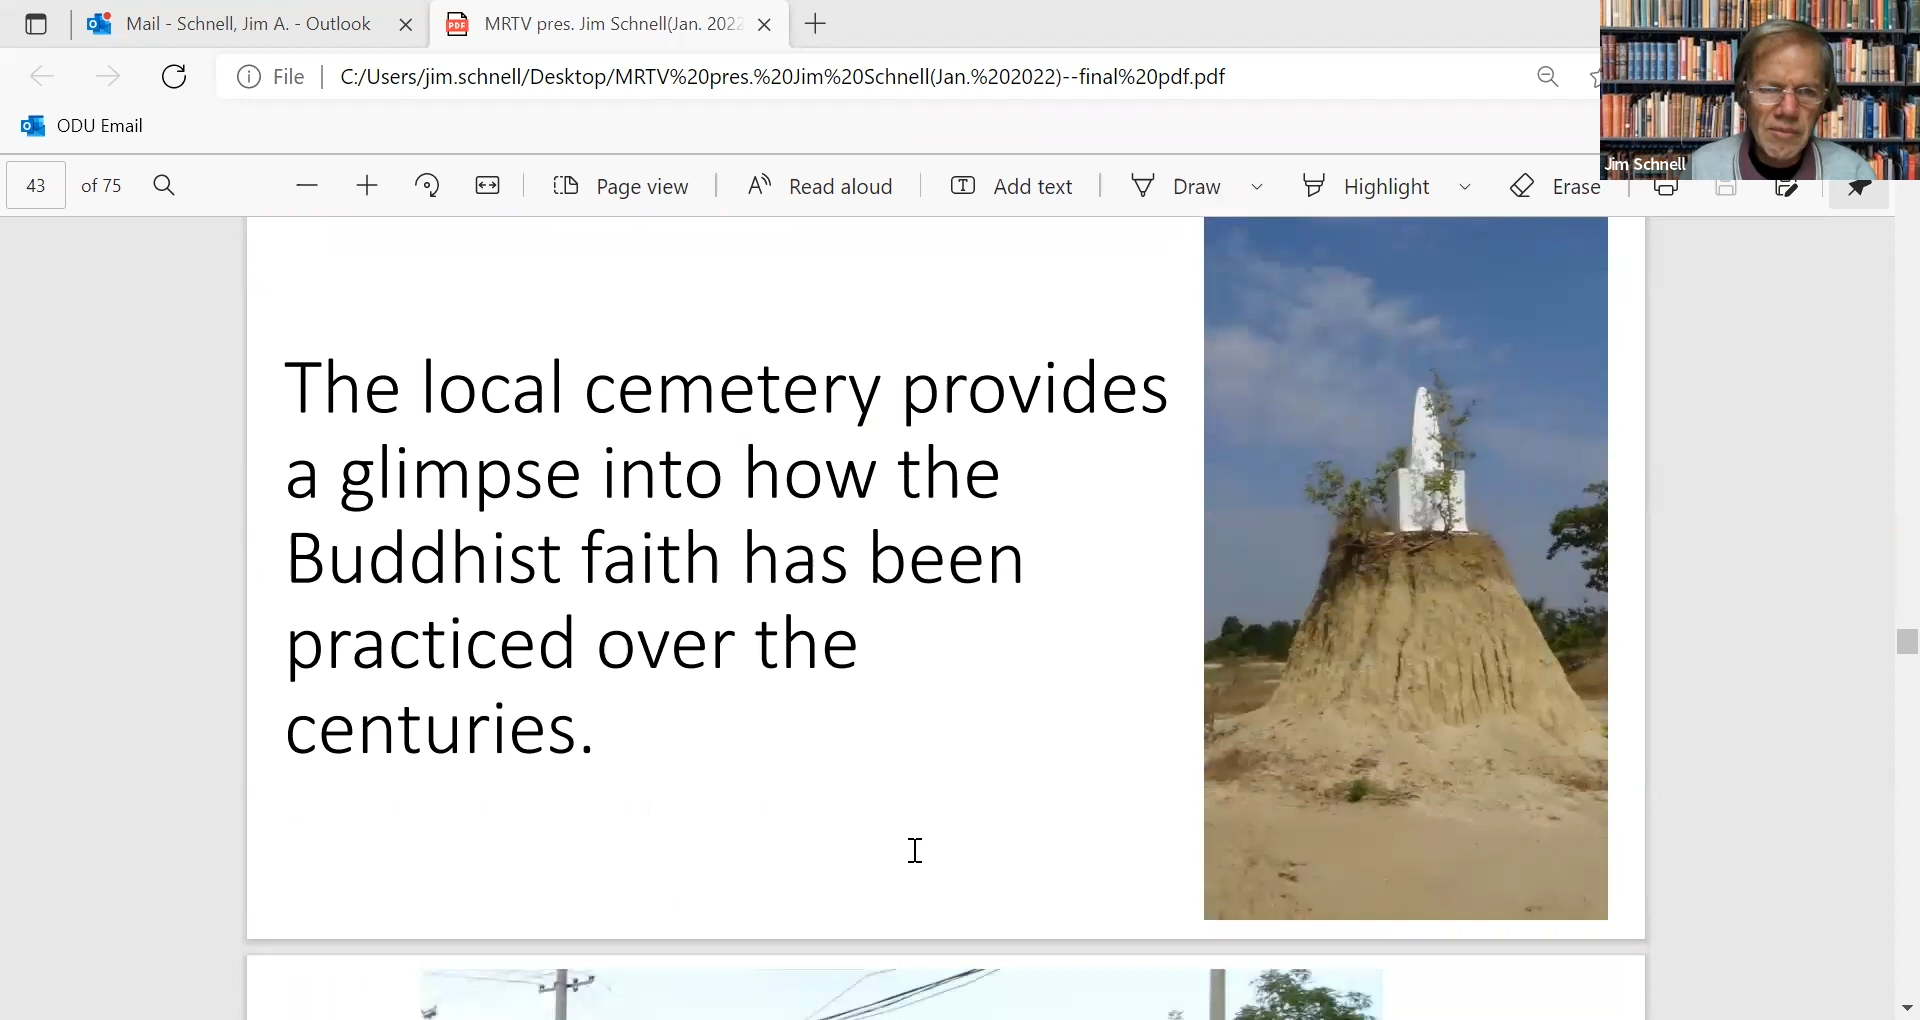 Mail - Schnell, Jim A. - Outlook
MRTV pres. Jim Schnell(Jan. 2022
File
C:/Users/jim.schnell/Desktop/MRTV%20pres.%20Jim%20Schnell(Jan.%202022)--final%20pdf.pdf
ODU Email
Jim Schnell
43 of 75
Page view
Read aloud
Add text
Draw
Highlight
Erase
The local cemetery provides
a glimpse into how the
Buddhist faith has been
practiced over the
centuries.